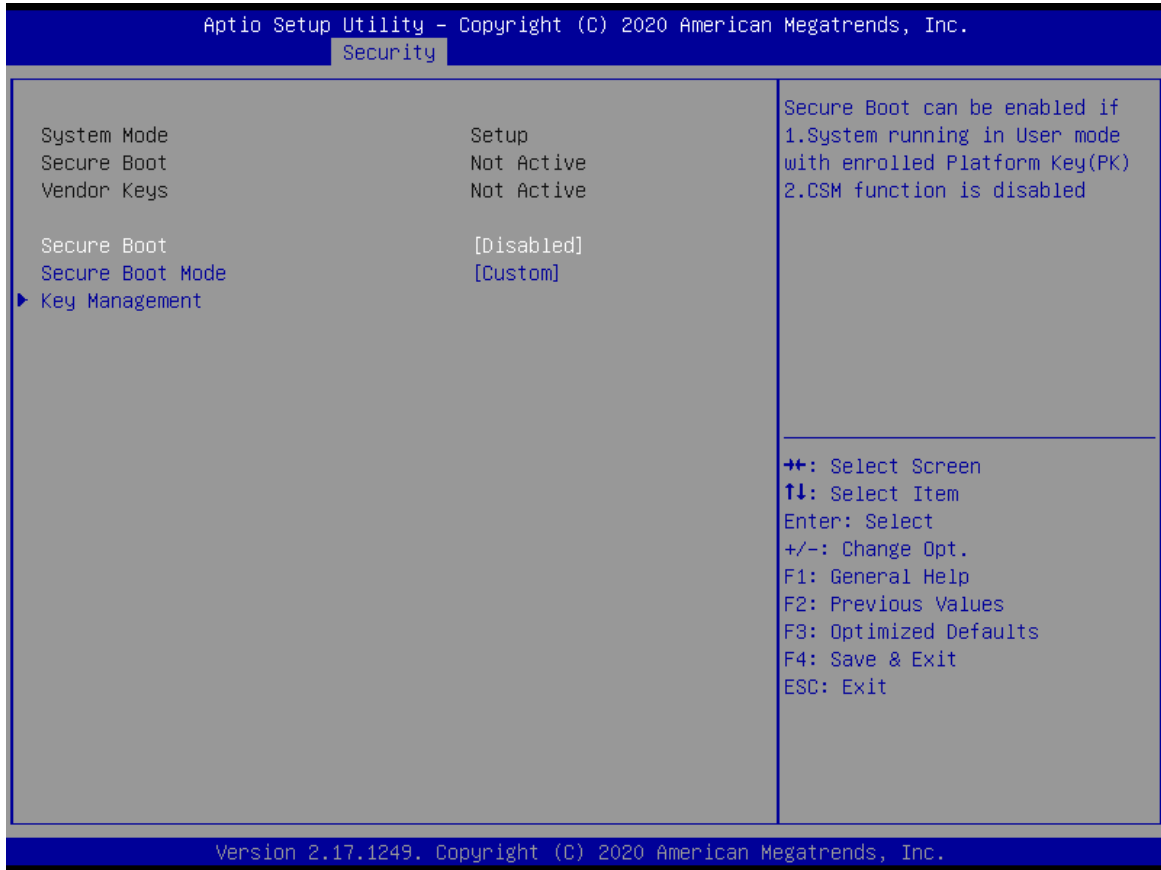 Aptio Setup Utility – Copyright (C) 2020 American Megatrends, Inc.
Security
System Mode Setup
Secure Boot Not Active
Vendor Keys Not Active
Secure Boot [Disabled]
Secure Boot Mode [Custom]
Key Management
Secure Boot can be enabled if
1.System running in User mode
with enrolled Platform Key(PK)
2.CSM function is disabled
→←: Select Screen
↑↓: Select Item
Enter: Select
+/-: Change Opt.
F1: General Help
F2: Previous Values
F3: Optimized Defaults
F4: Save & Exit
ESC: Exit
Version 2.17.1249. Copyright (C) 2020 American Megatrends, Inc.